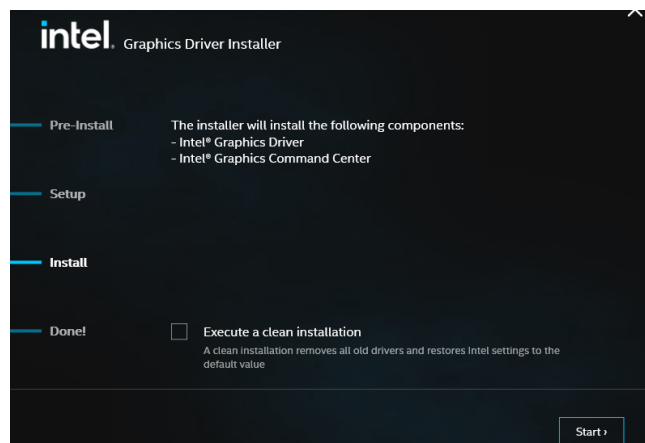 intel. Graphics Driver Installer
Pre-Install
The installer will install the following components:
- Intel® Graphics Driver
- Intel® Graphics Command Center
Setup
Install
Done!
Execute a clean installation
A clean installation removes all old drivers and restores Intel settings to the
default value
Start ›